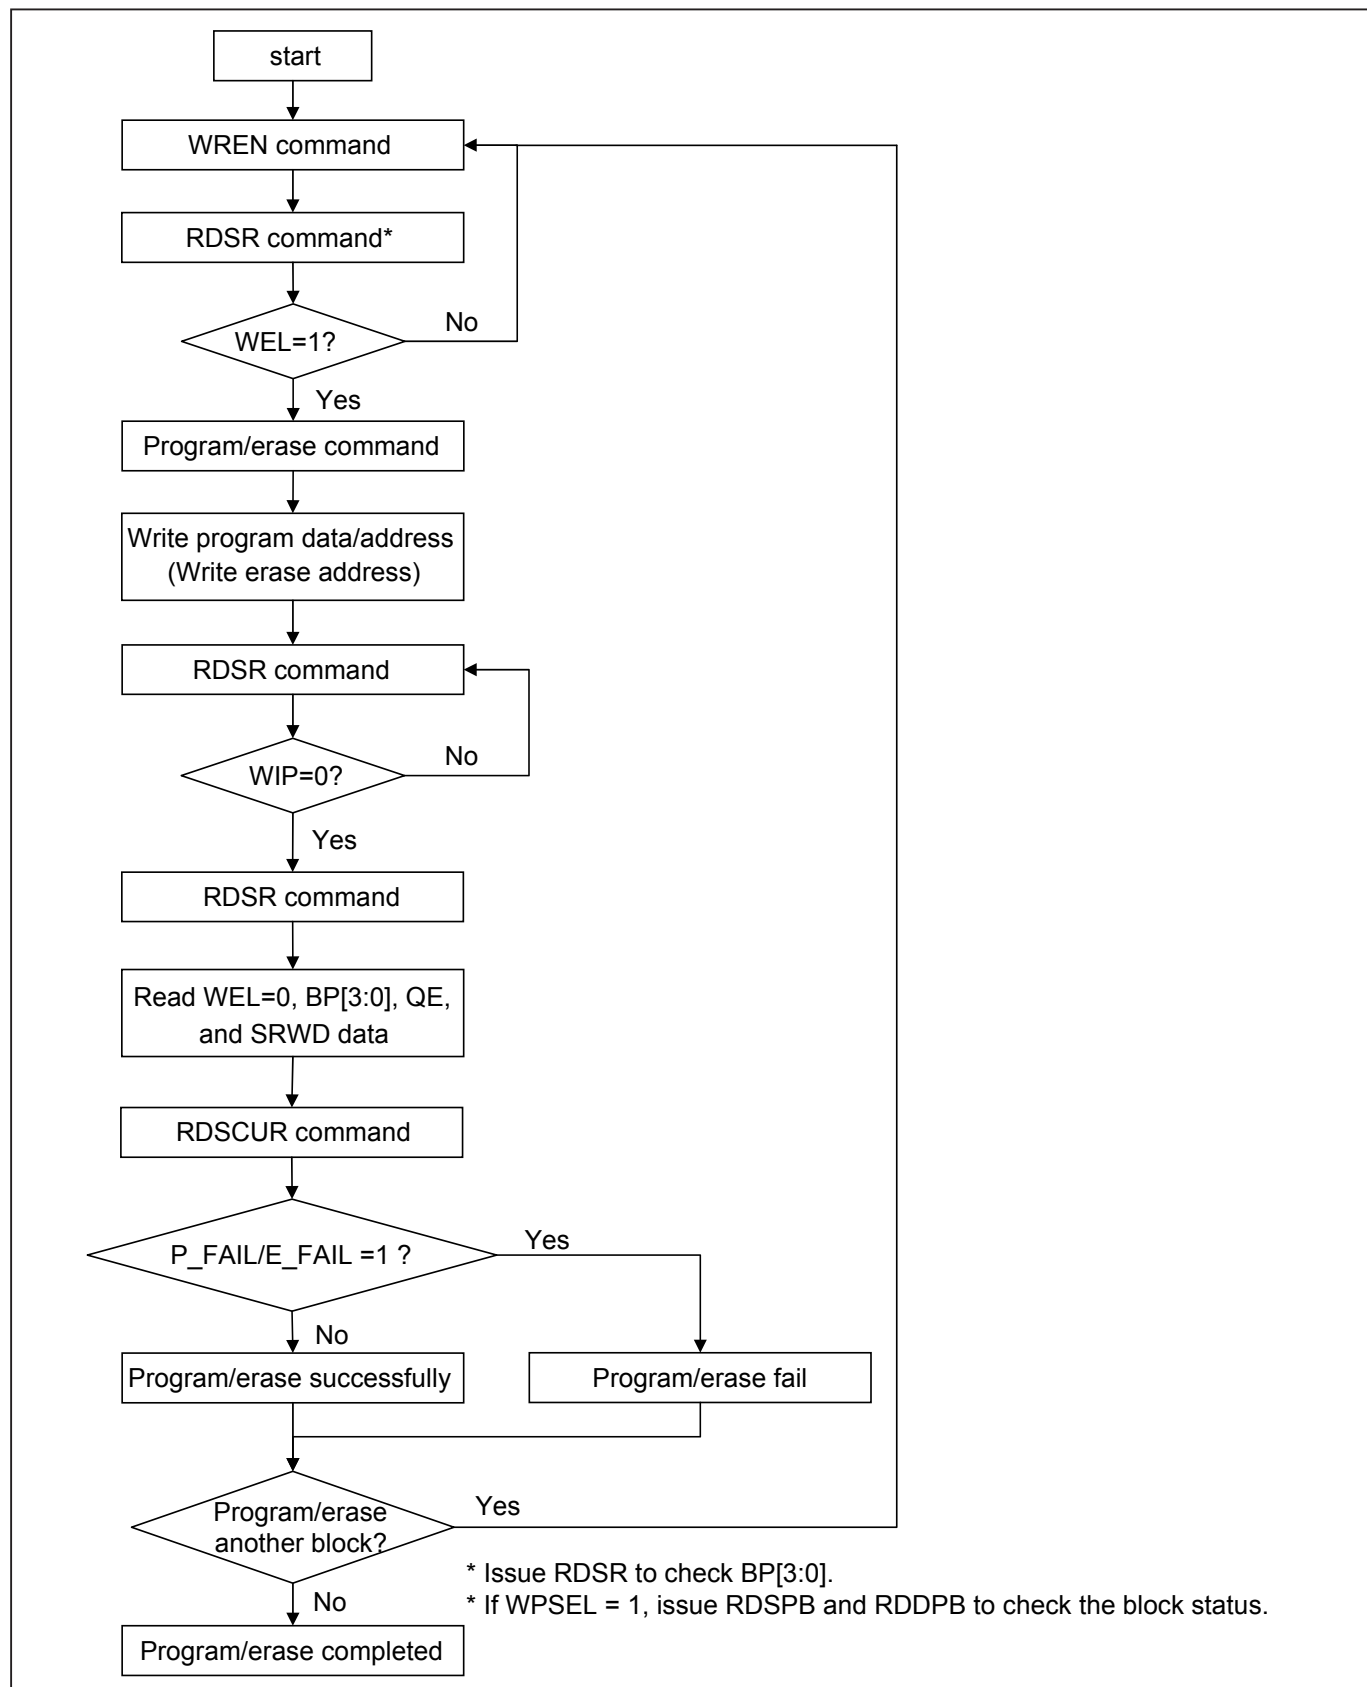 start
WREN command
RDSR command*
WEL=1?
No
Yes
Program/erase command
Write program data/address
(Write erase address)
RDSR command
WIP=0?
No
Yes
RDSR command
Read WEL=0, BP[3:0], QE,
and SRWD data
RDSCUR command
P_FAIL/E_FAIL =1 ?
Yes
No
Program/erase successfully
Program/erase fail
Program/erase
another block?
Yes
No
* Issue RDSR to check BP[3:0].
* If WPSEL = 1, issue RDSPB and RDDPB to check the block status.
Program/erase completed